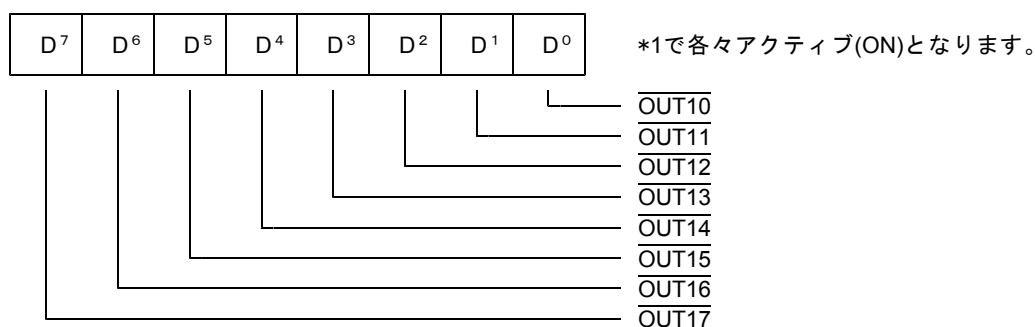 D⁷ D⁶ D⁵ D⁴ D³ D² D¹ D⁰ *1で各々アクティブ(ON)となります。
OUT10
OUT11
OUT12
OUT13
OUT14
OUT15
OUT16
OUT17